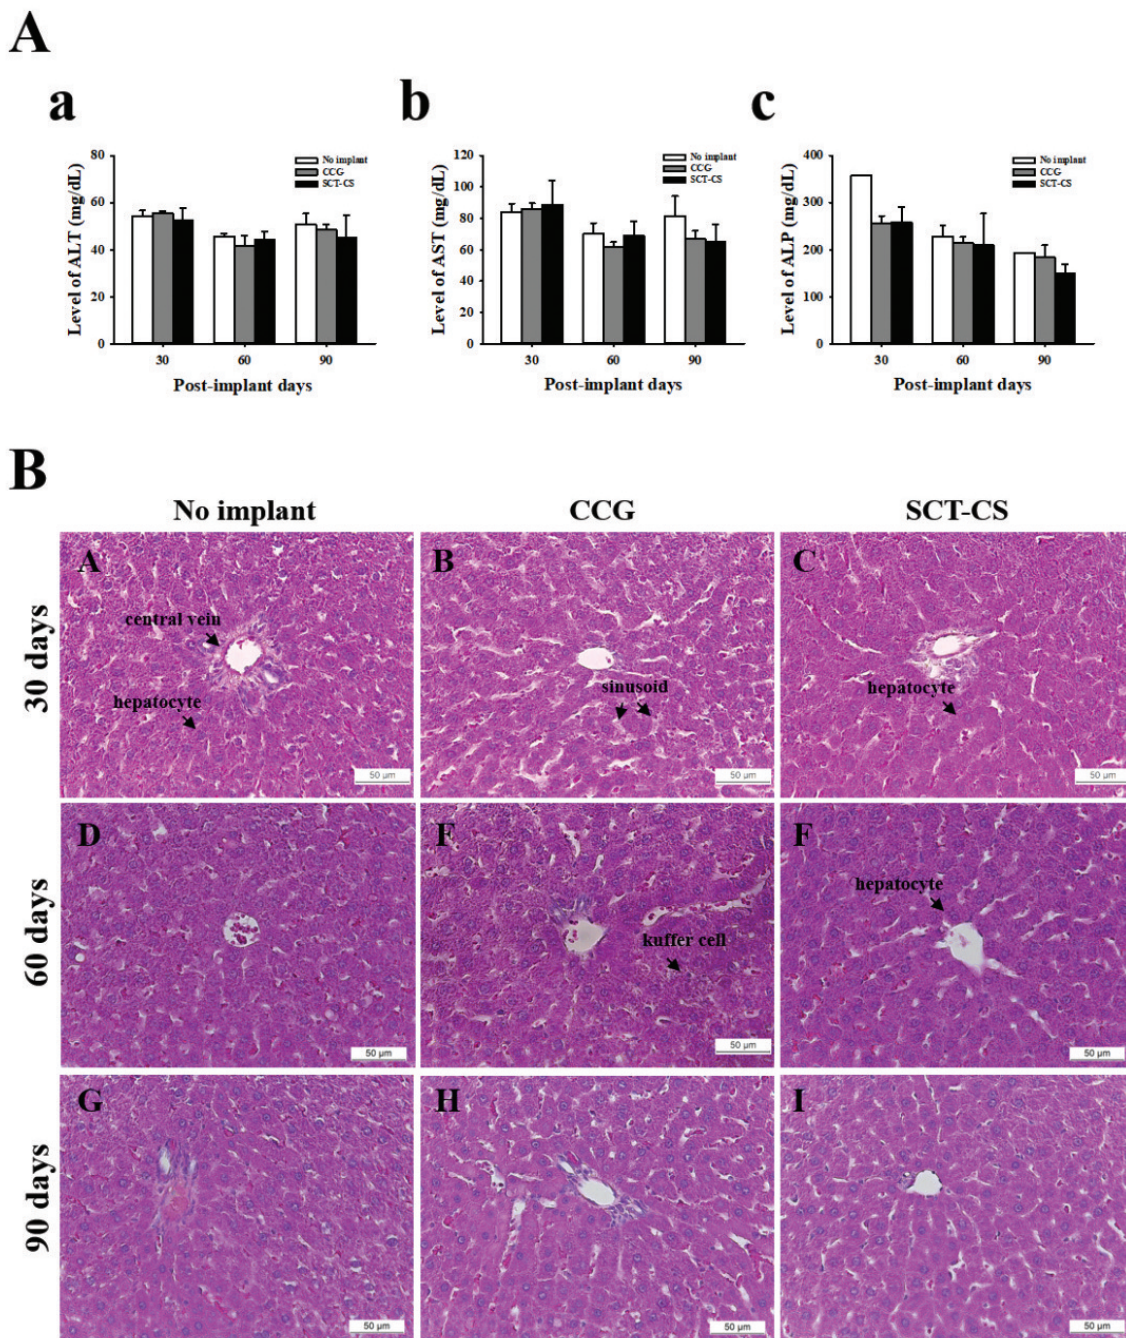 A
a
b
c
80
60
40
20
0
Level of ALT (mg/dL)
No implant
CCG
SCT-CS
30
60
90
Post-implant days
120
100
80
60
40
20
0
Level of AST (mg/dL)
No implant
CCG
SCT-CS
30
60
90
Post-implant days
400
300
200
100
0
Level of ALP (mg/dL)
No implant
CCG
SCT-CS
30
60
90
Post-implant days
B
No implant
CCG
SCT-CS
30 days
A
central vein
hepatocyte
50 µm
B
sinusoid
50 µm
C
hepatocyte
50 µm
60 days
D
50 µm
F
kuffer cell
50 µm
F
hepatocyte
50 µm
90 days
G
50 µm
H
50 µm
I
50 µm